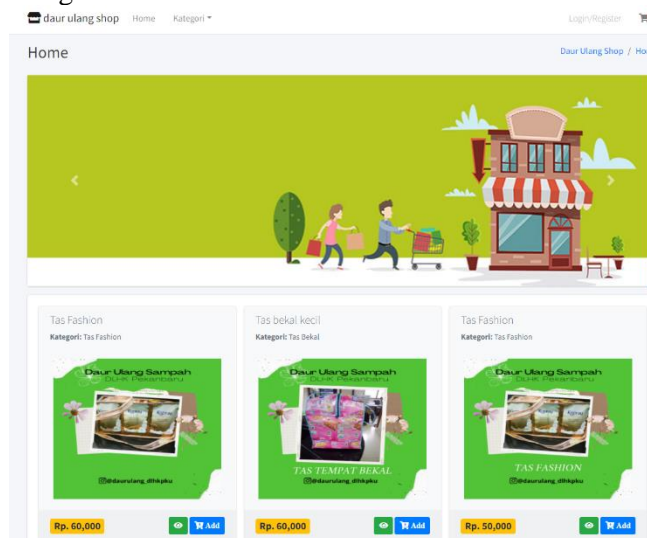 daur ulang shop Home Kategori
Login/Register
Home
Daur Ulang Shop /
Tas Fashion
Kategori: Tas Fashion
Daur Ulang Sampah
DLHK Pekanbaru
@daurulang_dlhkpku
Rp. 60,000
Add
Tas bekal kecil
Kategori: Tas Bekal
Daur Ulang Sampah
DLHK Pekanbaru
TAS TEMPAT BEKAL
@daurulang_dlhkpku
Rp. 60,000
Add
Tas Fashion
Kategori: Tas Fashion
Daur Ulang Sampah
DLHK Pekanbaru
TAS FASHION
@daurulang_dlhkpku
Rp. 50,000
Add